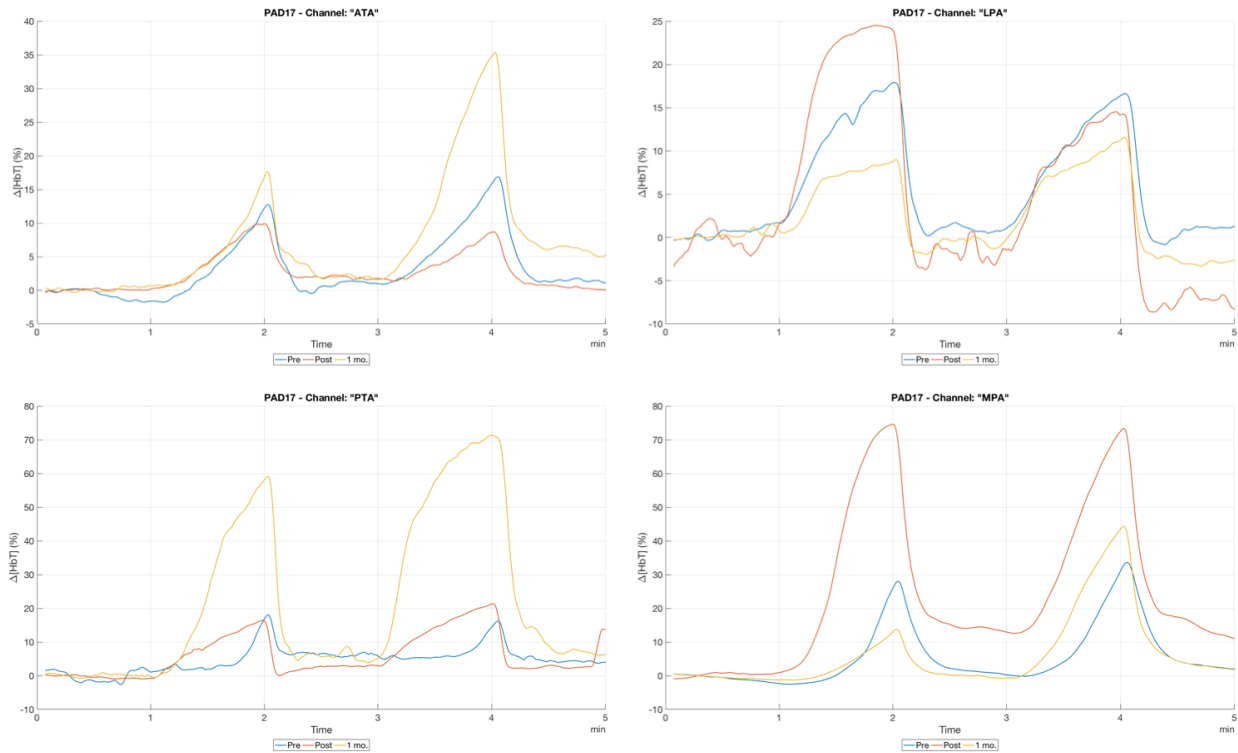 PAD17 - Channel: "ATA"
40
35
30
25
20
15
10
5
0
-5
Δ[HbT] (%)
0 1 2 3 4 5
Time
min
Pre Post 1 mo.
PAD17 - Channel: "LPA"
25
20
15
10
5
0
-5
-10
Δ[HbT] (%)
0 1 2 3 4 5
Time
min
Pre Post 1 mo.
PAD17 - Channel: "PTA"
80
70
60
50
40
30
20
10
0
-10
Δ[HbT] (%)
0 1 2 3 4 5
Time
min
Pre Post 1 mo.
PAD17 - Channel: "MPA"
80
70
60
50
40
30
20
10
0
-10
Δ[HbT] (%)
0 1 2 3 4 5
Time
min
Pre Post 1 mo.